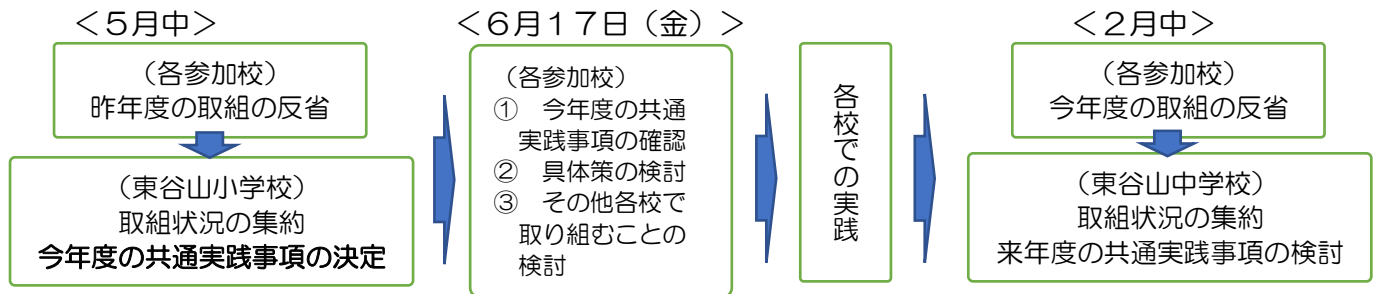 ＜５月中＞
（各参加校）
昨年度の取組の反省
（東谷山小学校）
取組状況の集約
今年度の共通実践事項の決定
＜６月１７日（金）＞
（各参加校）
①　今年度の共通
実践事項の確認
②　具体策の検討
③　その他各校で
取り組むことの
検討
各校での実践
＜２月中＞
（各参加校）
今年度の取組の反省
（東谷山中学校）
取組状況の集約
来年度の共通実践事項の検討